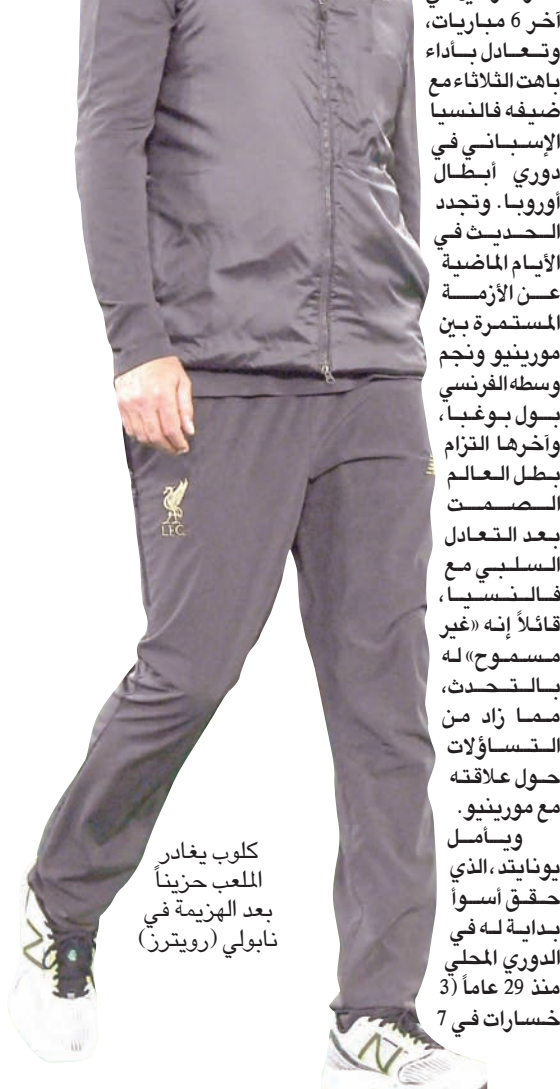 آخر 6 مباريات،
وتعادل بأداء
باهت الثلاثاء مع
ضيفه فالنسيا
الإسباني في
دوري أبطال
أوروبا. وتجدد
الحديث في
الأيام الماضية
عن الأزمة
المستمرة بين
مورينيو ونجم
وسطه الفرنسي
بول بوغبا،
وآخرها التزام
بطل العالم
الصمت
بعد التعادل
السلبي مع
فالنسيا،
قائلاً إنه «غير
مسموح» له
بالتحدث،
مما زاد من
التساؤلات
حول علاقته
مع مورينيو.
ويأمل
يونايتد، الذي
حقق أسوأ
بداية له في
الدوري المحلي
منذ 29 عاماً (3
خسارات في 7
L.F.C.
كلوب يغادر
الملعب حزيناً
بعد الهزيمة في
نابولي (رويترز)